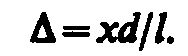 Δ = xd/l.